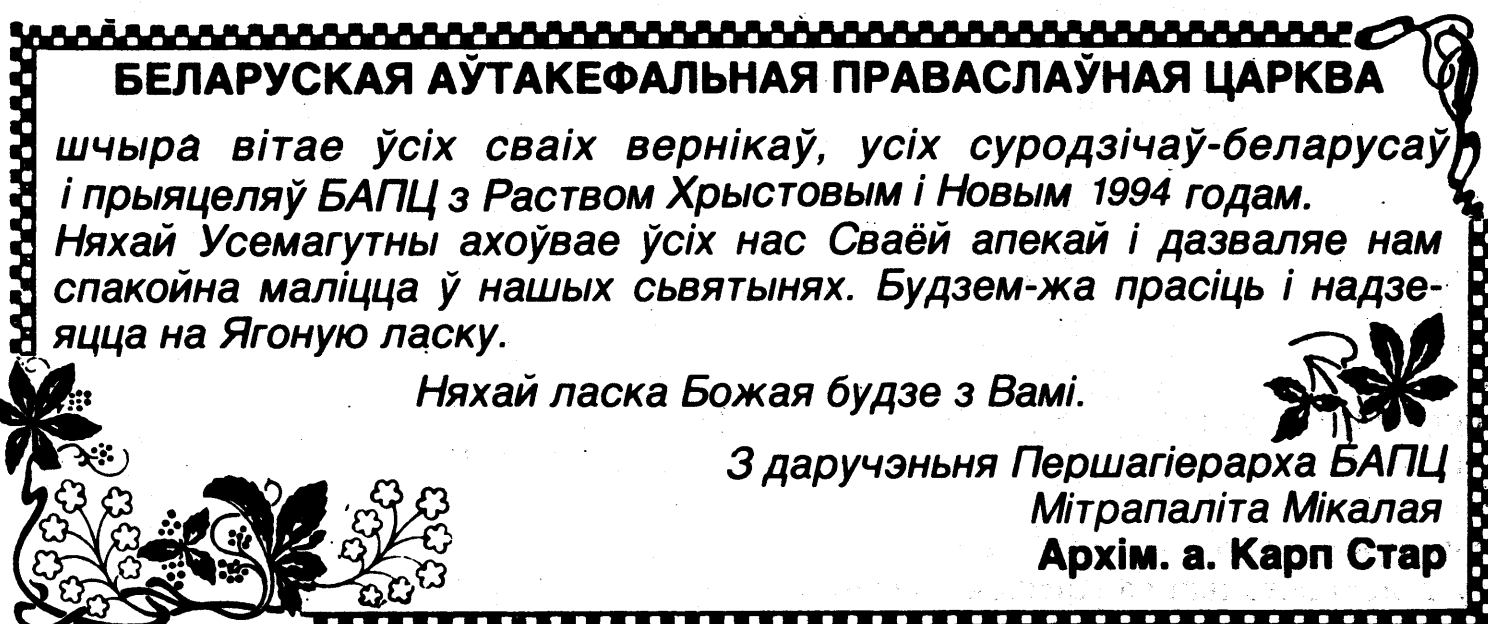 БЕЛАРУСКАЯ АЎТАКЕФАЛЬНАЯ ПРАВАСЛАЎНАЯ ЦАРКВА
шчыра вітае ўсіх сваіх вернікаў, усіх суродзічаў-беларусаў
і прыяцеляў БАПЦ з Раством Хрыстовым і Новым 1994 годам.
Няхай Усемагутны ахоўвае ўсіх нас Сваёй апекай і дазваляе нам
спакойна маліцца ў нашых сьвятынях. Будзем-жа прасіць і надзе-
яцца на Ягоную ласку.
Няхай ласка Божая будзе з Вамі.
З даручэньня Першагіерарха БАПЦ
Мітрапаліта Мікалая
Архім. а. Карп Стар